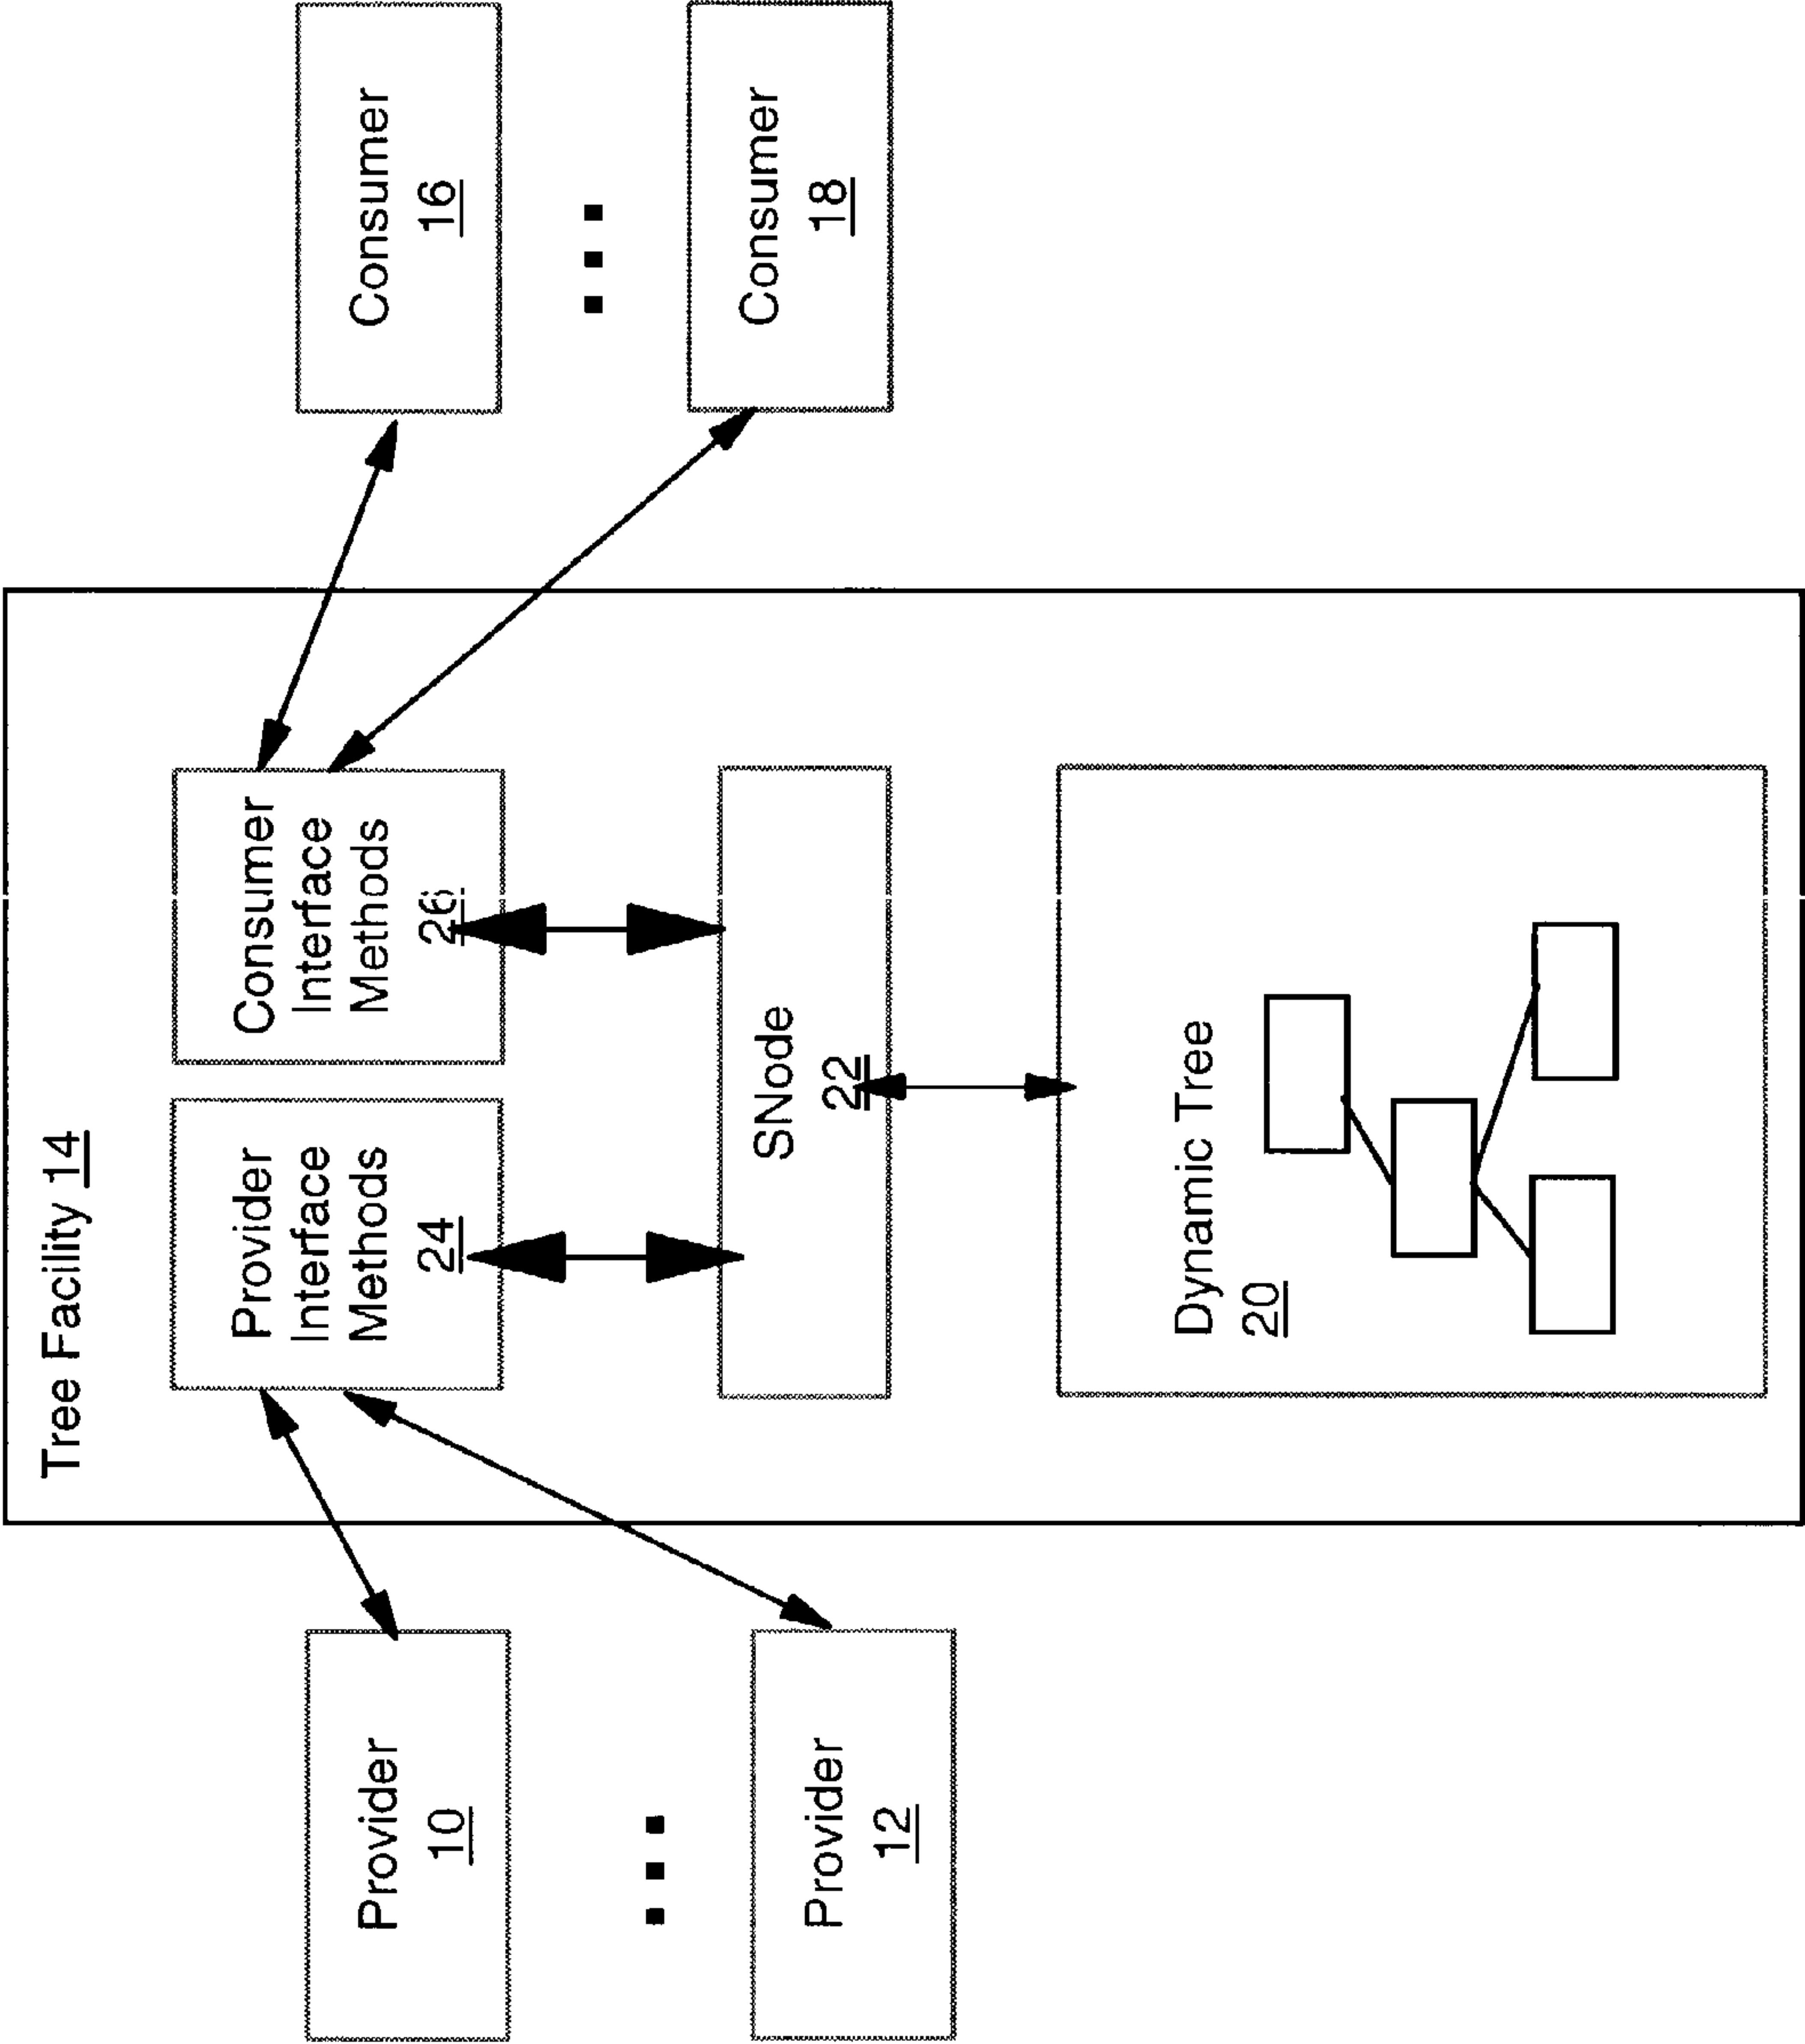 Tree Facility 14
Provider
10
Provider
12
Provider
Interface
Methods
24
Consumer
Interface
Methods
26
SNode
22
Dynamic Tree
20
Consumer
16
Consumer
18